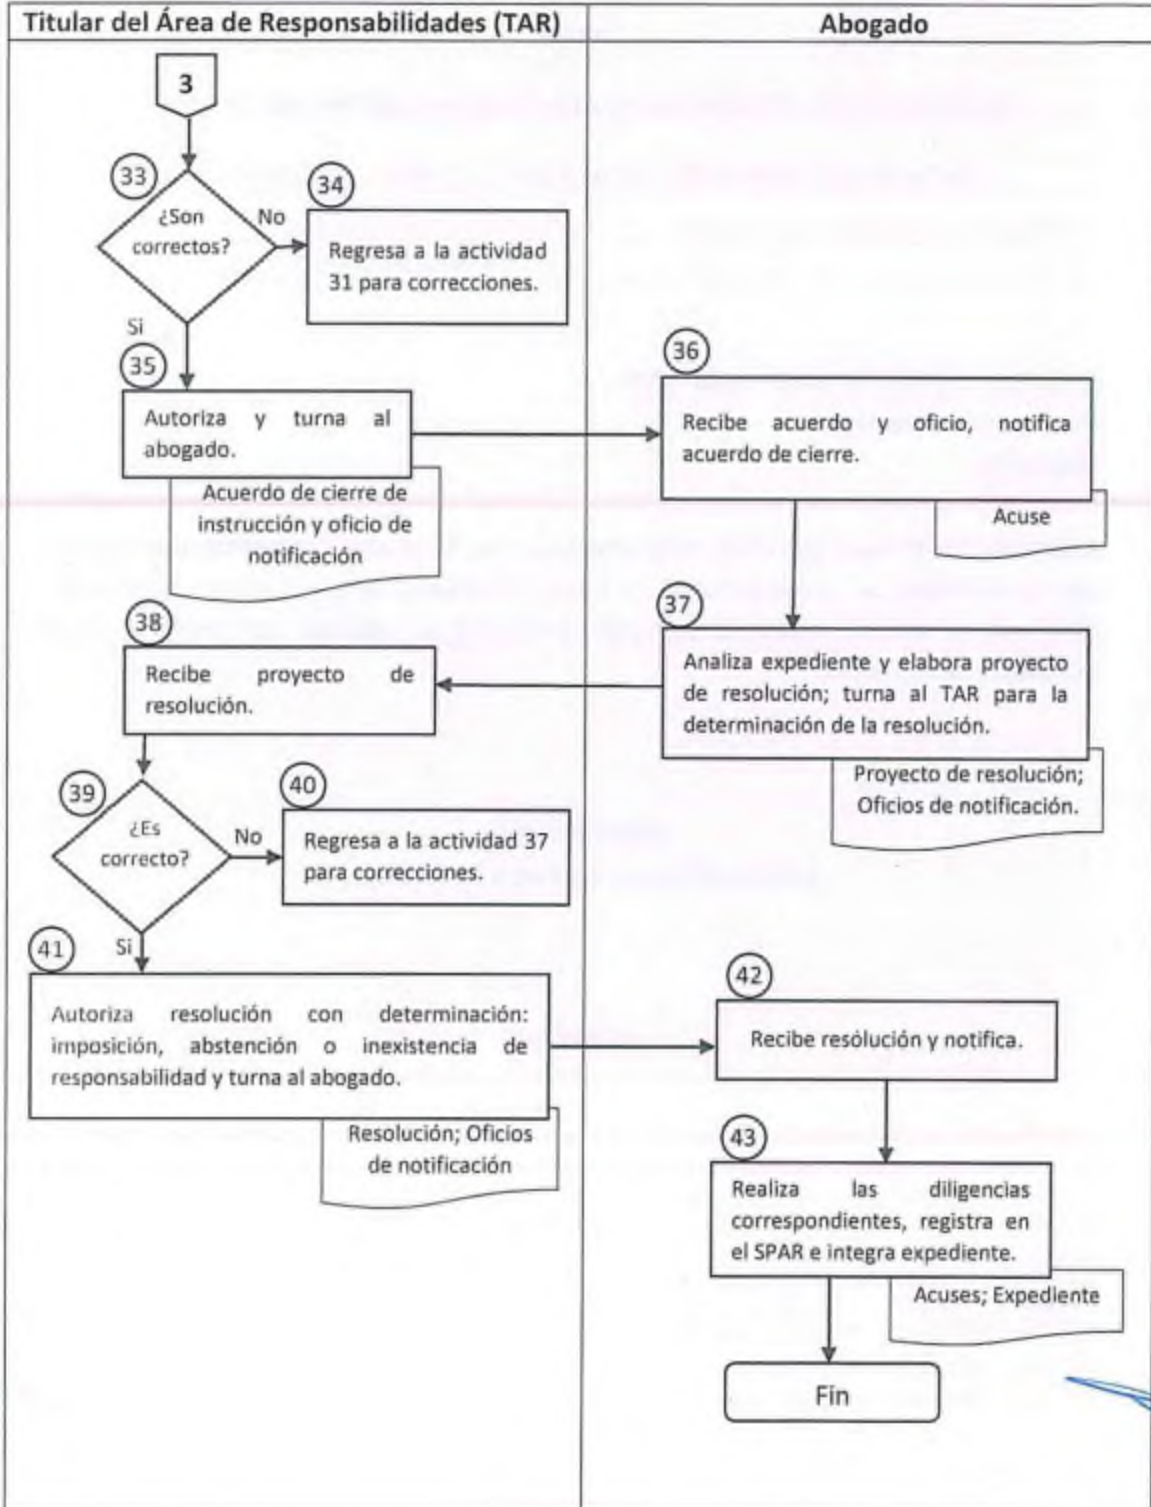 Titular del Área de Responsabilidades (TAR)
Abogado
3
33
¿Son
correctos?
No
34
Regresa a la actividad
31 para correcciones.
Si
35
Autoriza y turna al
abogado.
Acuerdo de cierre de
instrucción y oficio de
notificación
36
Recibe acuerdo y oficio, notifica
acuerdo de cierre.
Acuse
37
Analiza expediente y elabora proyecto
de resolución; turna al TAR para la
determinación de la resolución.
Proyecto de resolución;
Oficios de notificación.
38
Recibe proyecto de
resolución.
39
¿Es
correcto?
No
40
Regresa a la actividad 37
para correcciones.
Si
41
Autoriza resolución con determinación:
imposición, abstención o inexistencia de
responsabilidad y turna al abogado.
Resolución; Oficios
de notificación
42
Recibe resolución y notifica.
43
Realiza las diligencias
correspondientes, registra en
el SPAR e integra expediente.
Acuses; Expediente
Fin